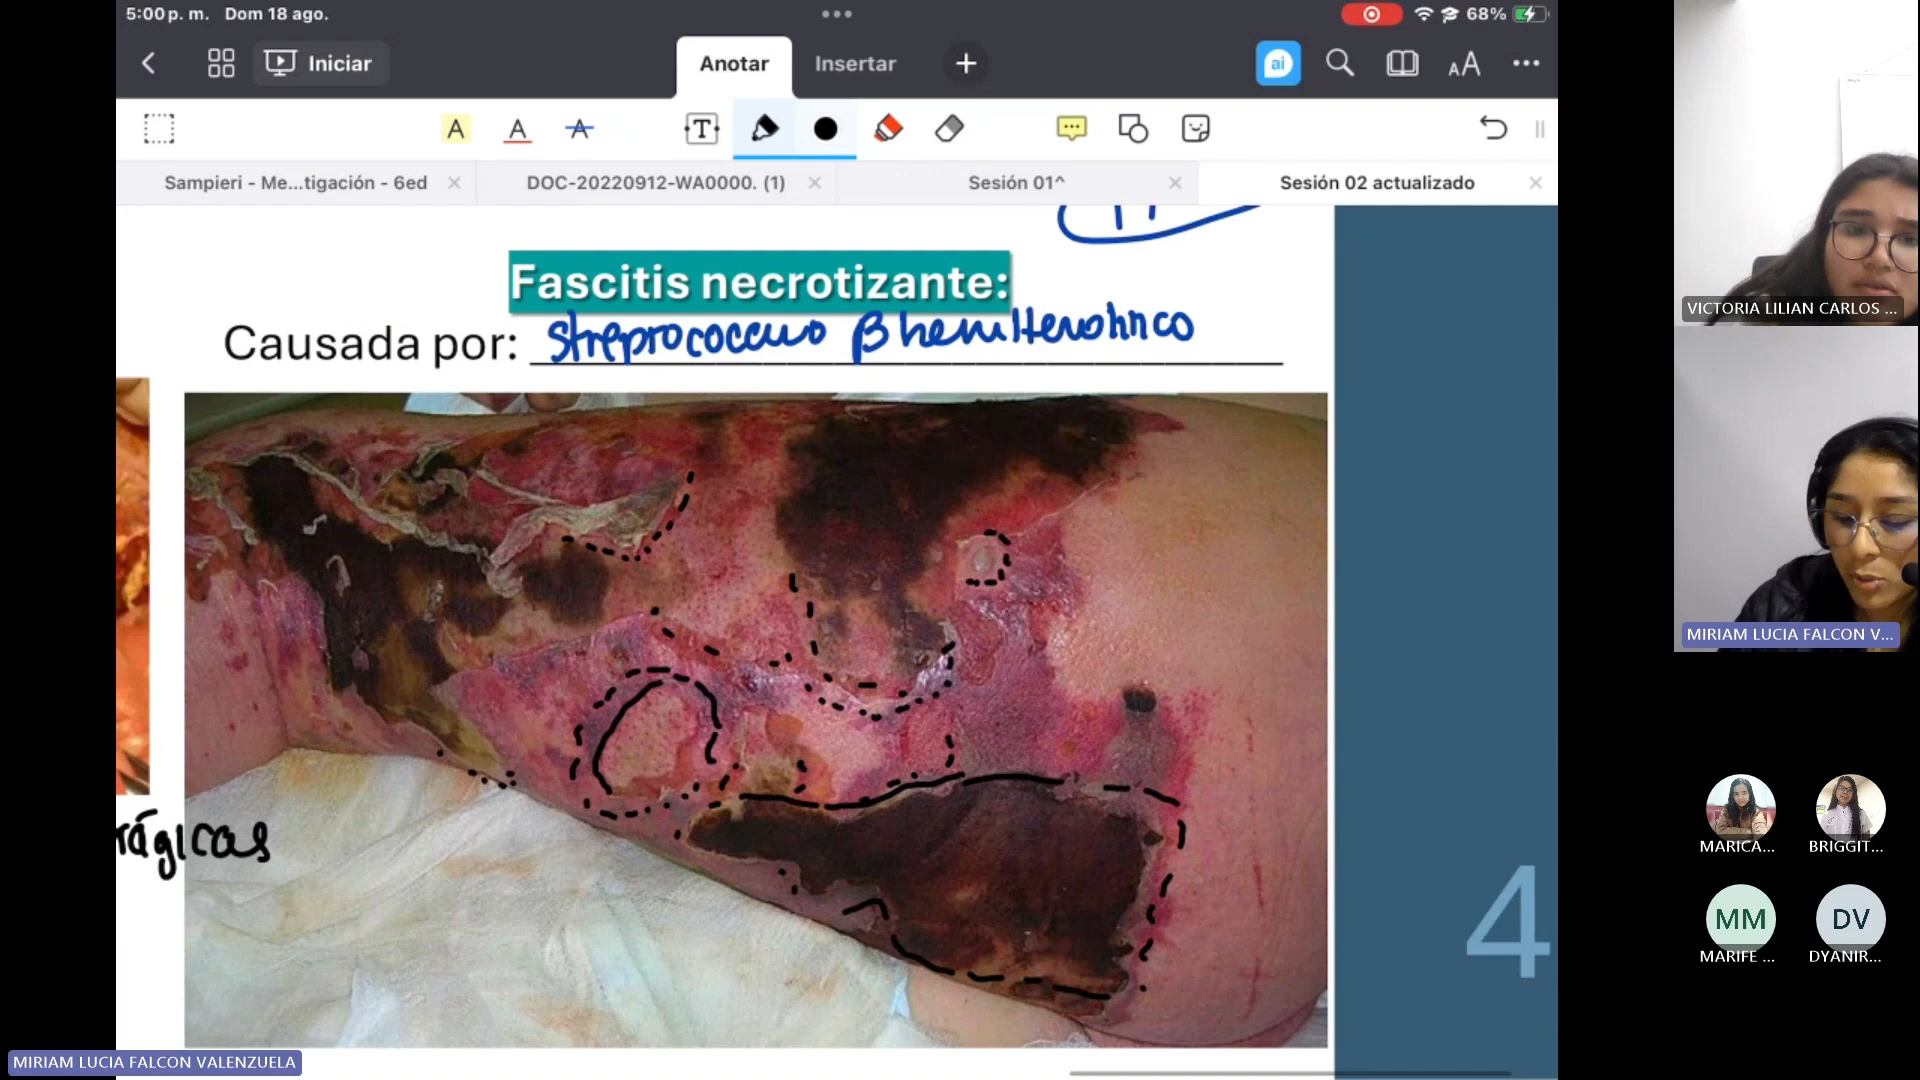 5:00 p. m. Dom 18 ago.
68%
Iniciar
Anotar
Insertar
ai
AA
A A A T
Sampieri - Me...tigación - 6ed
DOC-20220912-WA0000. (1)
Sesión 01^
Sesión 02 actualizado
Fascitis necrotizante:
Causada por:
rágicas
4
VICTORIA LILIAN CARLOS ...
MIRIAM LUCIA FALCON V...
MARICA...
BRIGGIT...
MM
DV
MARIFE ...
DYANIR...
MIRIAM LUCIA FALCON VALENZUELA